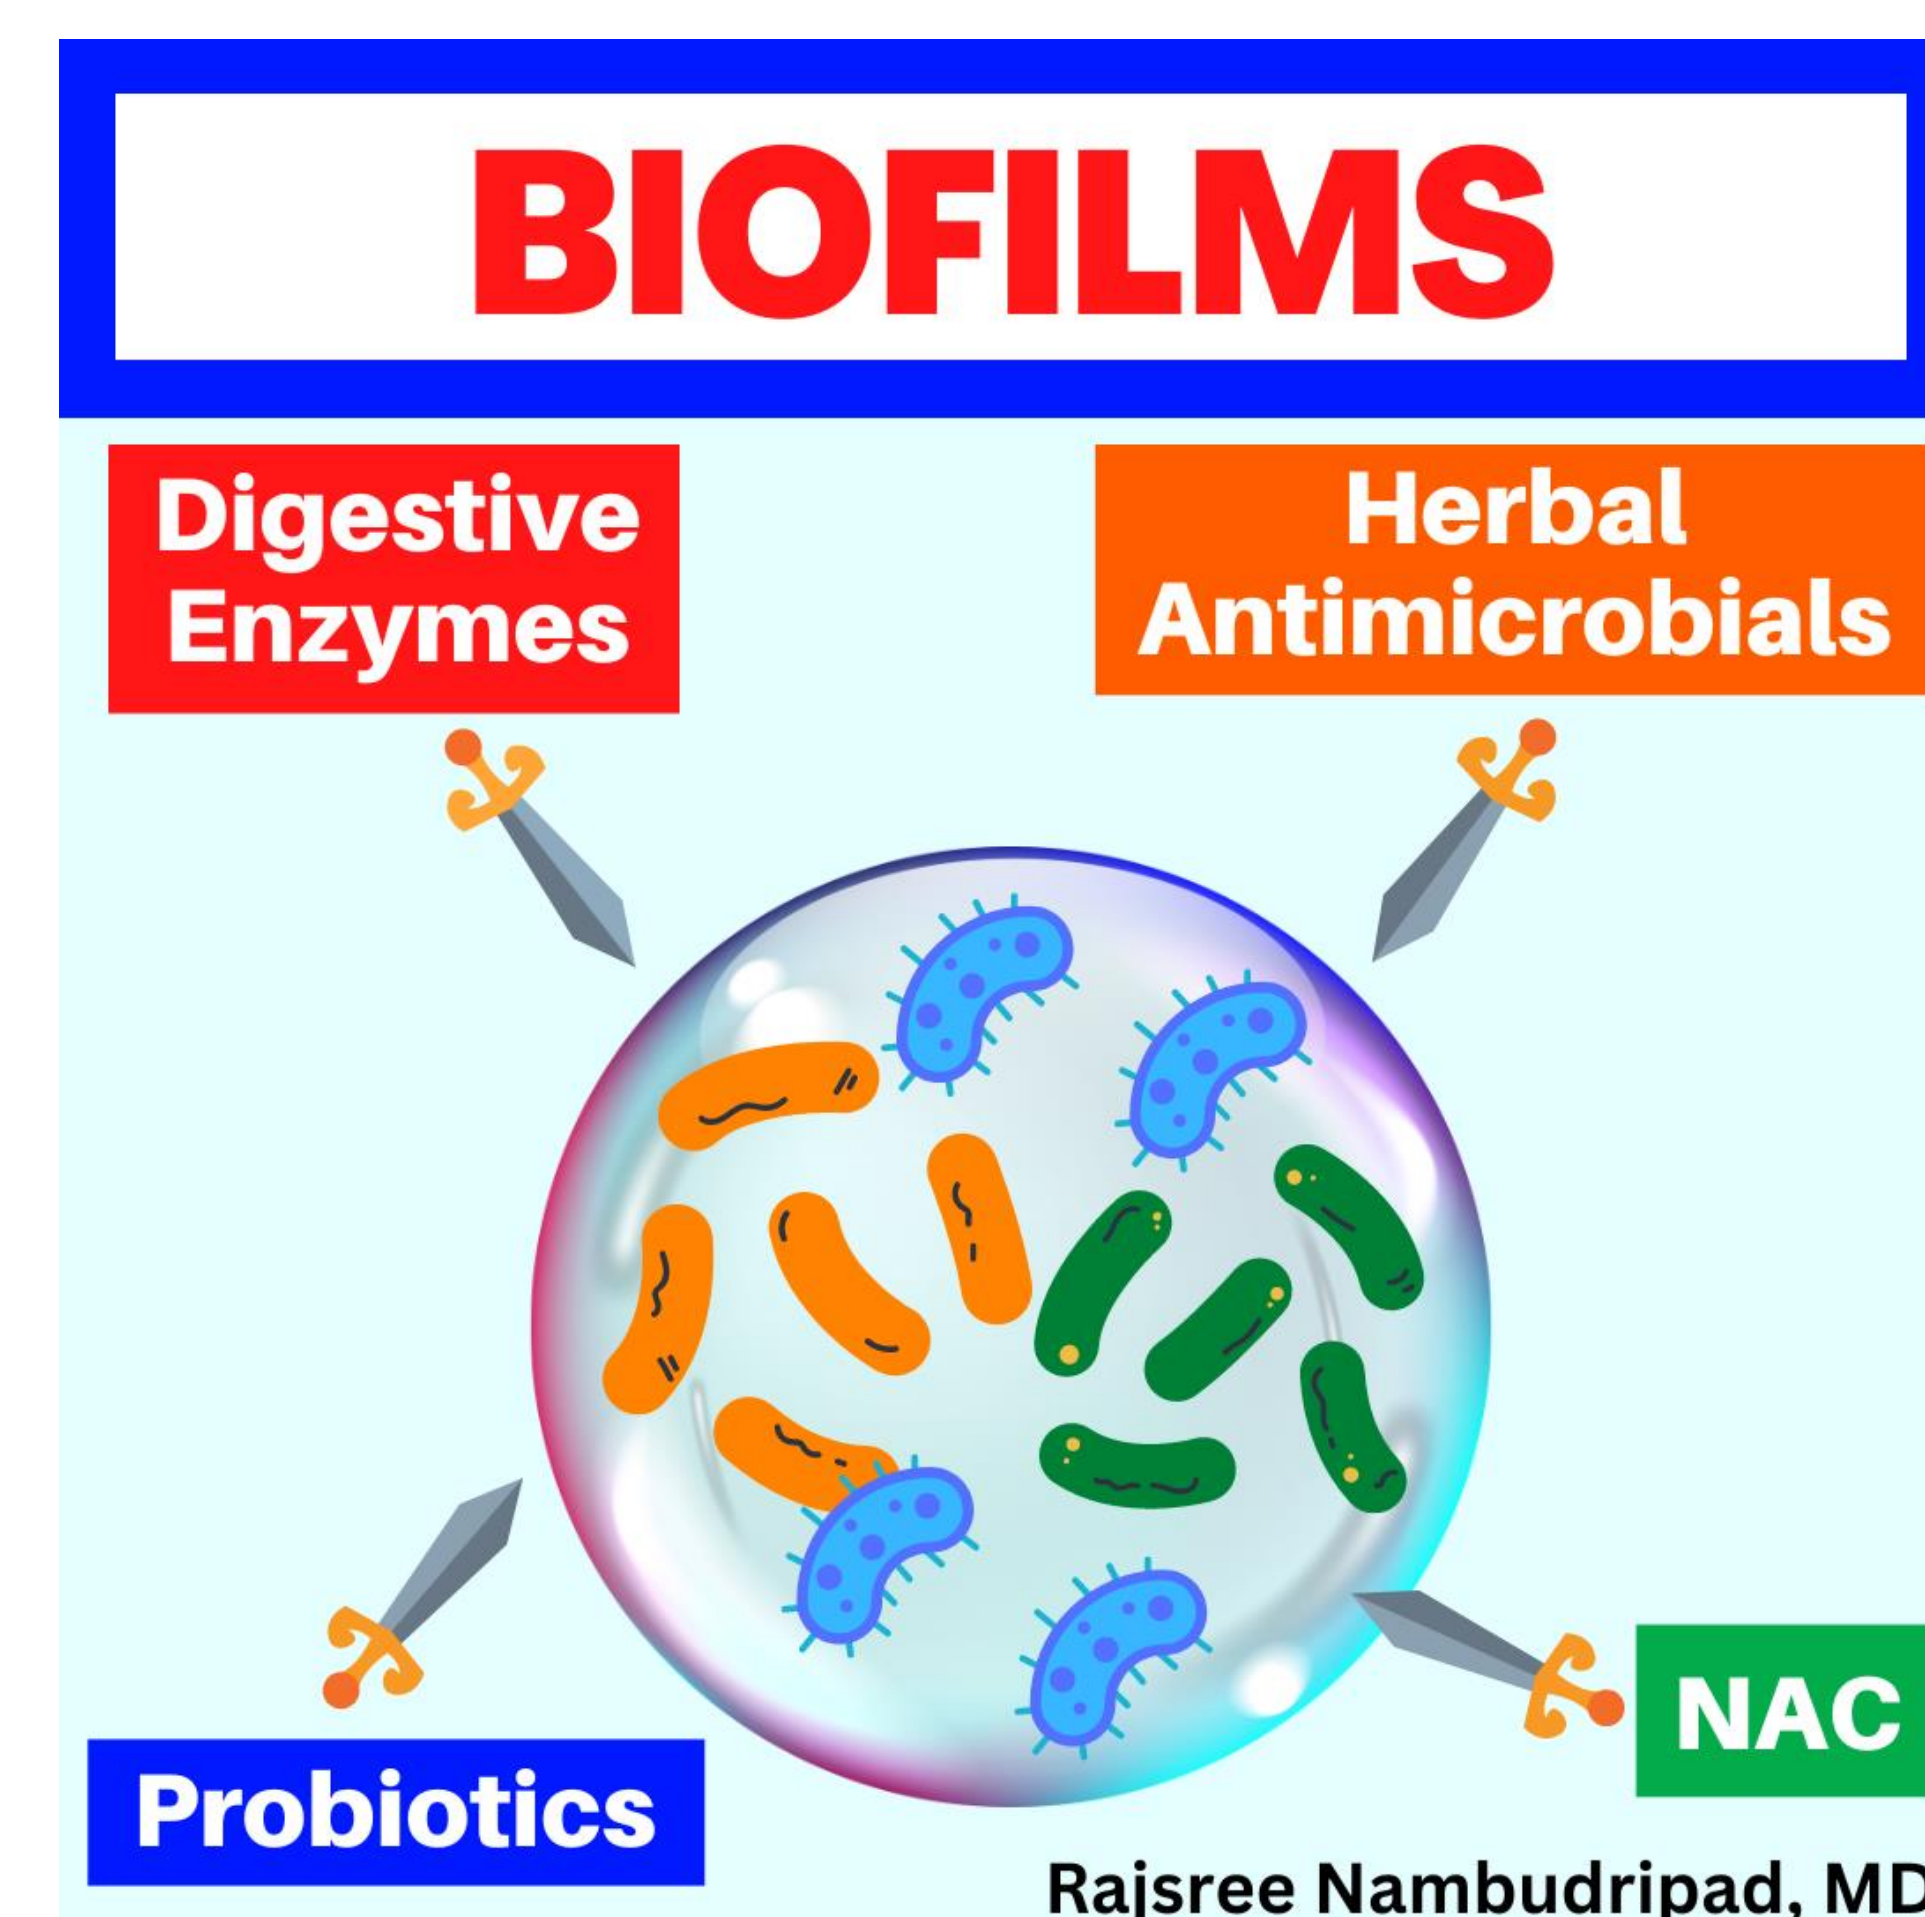 BIOFILMS
Digestive
Enzymes
Herbal
Antimicrobials
NAC
Probiotics
Rajsree Nambudripad, MD